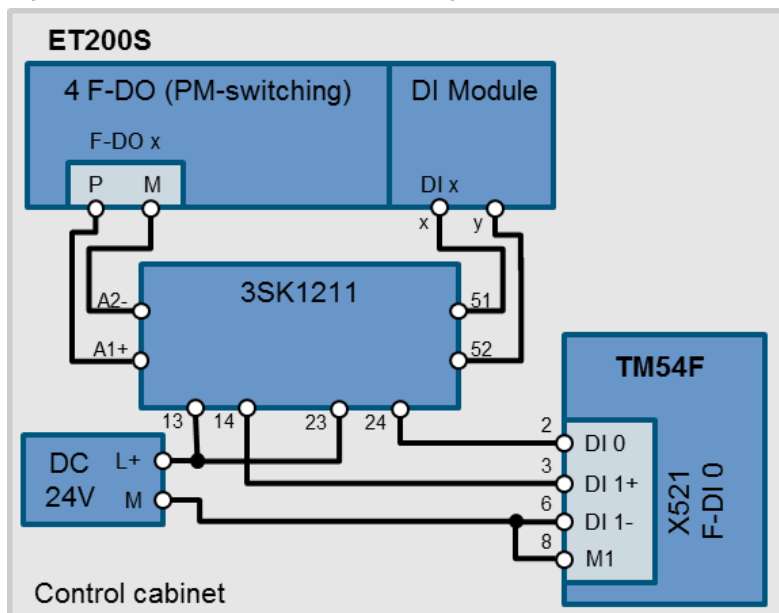 ET200S
4 F-DO (PM-switching)
DI Module
F-DO x
P M
DI x
x y
3SK1211
A2-
A1+
51
52
13 14 23 24
TM54F
DC
24V
L+
M
2
DI 0
3
DI 1+
6
DI 1-
8
M1
X521
F-DI 0
Control cabinet